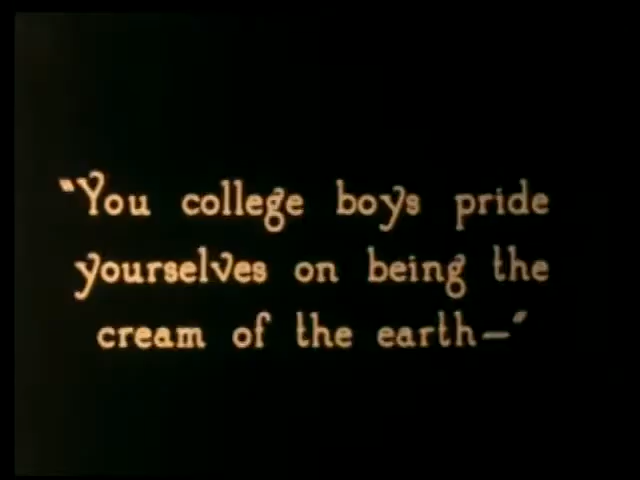 "You college boys pride
yourselves on being the
cream of the earth—"